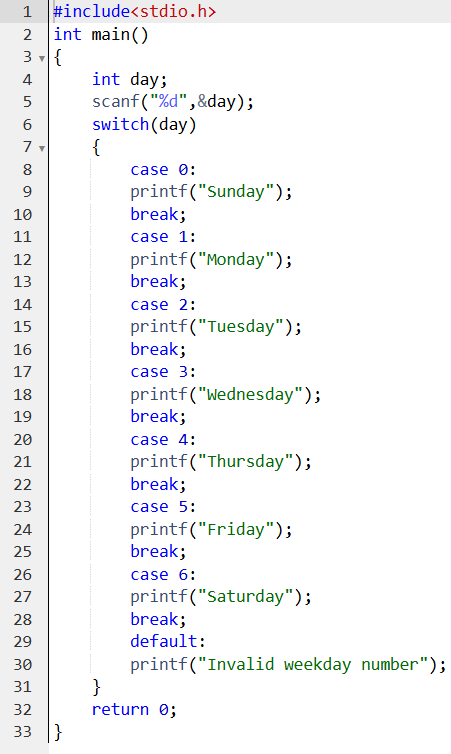 1 #include<stdio.h>
2 int main()
3 {
4 int day;
5 scanf("%d",&day);
6 switch(day)
7 {
8 case 0:
9 printf("Sunday");
10 break;
11 case 1:
12 printf("Monday");
13 break;
14 case 2:
15 printf("Tuesday");
16 break;
17 case 3:
18 printf("Wednesday");
19 break;
20 case 4:
21 printf("Thursday");
22 break;
23 case 5:
24 printf("Friday");
25 break;
26 case 6:
27 printf("Saturday");
28 break;
29 default:
30 printf("Invalid weekday number");
31 }
32 return 0;
33 }